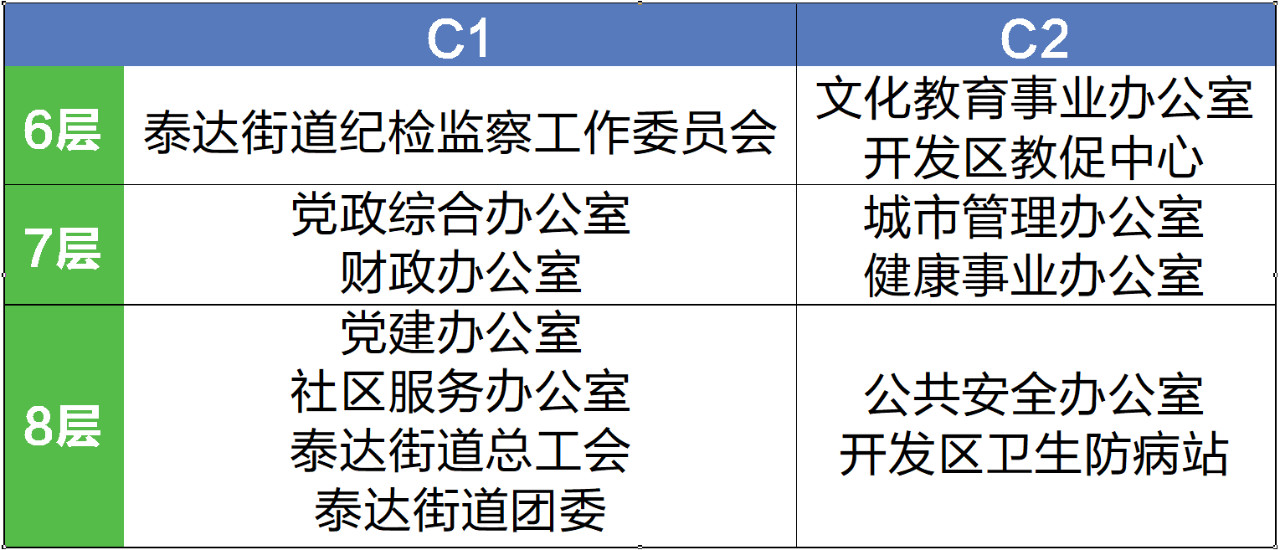 C1
C2
6层
泰达街道纪检监察工作委员会
文化教育事业办公室
开发区教促中心
7层
党政综合办公室
财政办公室
城市管理办公室
健康事业办公室
8层
党建办公室
社区服务办公室
泰达街道总工会
泰达街道团委
公共安全办公室
开发区卫生防病站